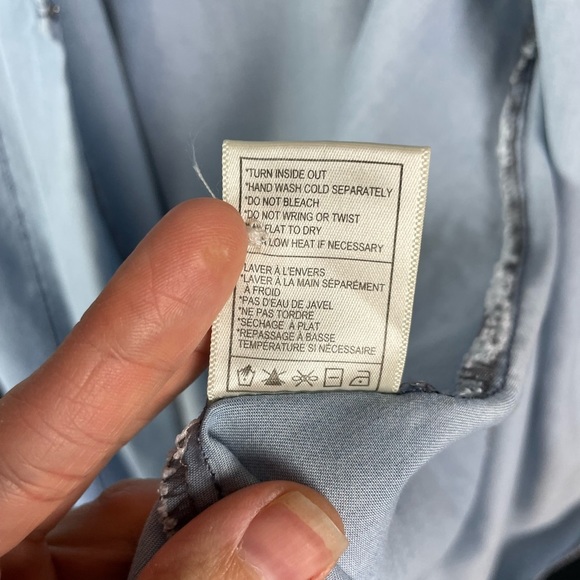 *TURN INSIDE OUT
*HAND WASH COLD SEPARATELY
*DO NOT BLEACH
*DO NOT WRING OR TWIST
FLAT TO DRY
LOW HEAT IF NECESSARY
*LAVER À L'ENVERS
*LAVER À LA MAIN SÉPARÉMENT
À FROID
*PAS D'EAU DE JAVEL
*NE PAS TORDRE
*SÉCHAGE À PLAT
*REPASSAGE À BASSE
TEMPÉRATURE SI NÉCESSAIRE